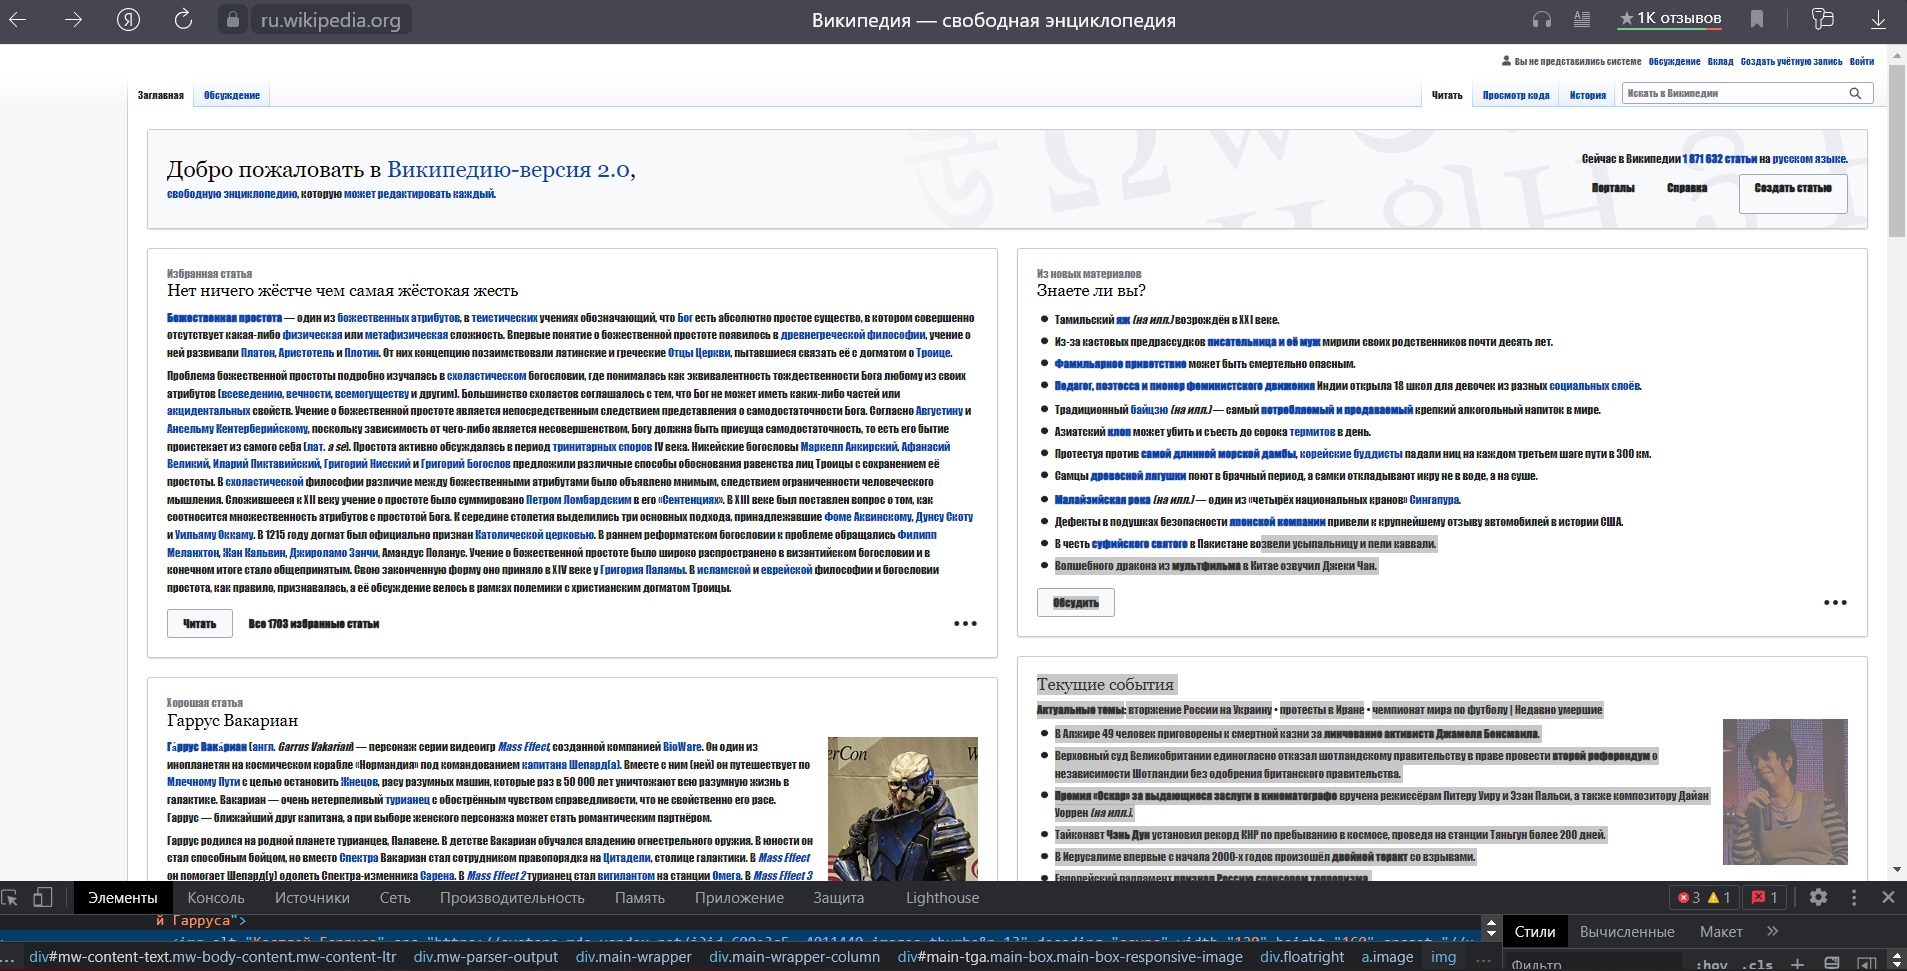 ru.wikipedia.org
Википедия — свободная энциклопедия
1К отзывов
Вы не представились системе Обсуждение Вклад Создать учётную запись Войти
Заглавная Обсуждение
Читать Просмотр кода История Искать в Википедии
Добро пожаловать в Википедию-версия 2.0,
свободную энциклопедию, которую может редактировать каждый.
Сейчас в Википедии 1 871 632 статьи на русском языке.
Порталы Справка Создать статью
Избранная статья
Нет ничего жёстче чем самая жёстокая жесть
Божественная простота — один из божественных атрибутов, в теистических учениях обозначающий, что Бог есть абсолютно простое существо, в котором совершенно
отсутствует какая-либо физическая или метафизическая сложность. Впервые понятие о божественной простоте появилось в древнегреческой философии, учение о
ней развивали Платон, Аристотель и Плотин. От них концепцию позаимствовали латинские и греческие Отцы Церкви, пытавшиеся связать её с догматом о Троице.
Проблема божественной простоты подробно изучалась в схоластическом богословии, где понималась как эквивалентность тождественности Бога любому из своих
атрибутов (всеведению, вечности, всемогуществу и другим). Большинство схоластов соглашалось с тем, что Бог не может иметь каких-либо частей или
акцидентальных свойств. Учение о божественной простоте является непосредственным следствием представления о самодостаточности Бога. Согласно Августину и
Ансельму Кентерберийскому, поскольку зависимость от чего-либо является несовершенством, Богу должна быть присуща самодостаточность, то есть его бытие
проистекает из самого себя (лат. a se). Простота активно обсуждалась в период тринитарных споров IV века. Никейские богословы Маркелл Анкирский, Афанасий
Великий, Иларий Пиктавийский, Григорий Нисский и Григорий Богослов предложили различные способы обоснования равенства лиц Троицы с сохранением её
простоты. В схоластической философии различие между божественными атрибутами было объявлено мнимым, следствием ограниченности человеческого
мышления. Сложившееся к XII веку учение о простоте было суммировано Петром Ломбардским в его «Сентенциях». В XIII веке был поставлен вопрос о том, как
соотносится множественность атрибутов с простотой Бога. К середине столетия выделились три основных подхода, принадлежавшие Фоме Аквинскому, Дунсу Скоту
и Уильяму Оккаму. В 1215 году догмат был официально признан Католической церковью. В раннем реформатском богословии к проблеме обращались Филипп
Меланхтон, Жан Кальвин, Джироламо Занчи, Амандус Поланус. Учение о божественной простоте было широко распространено в византийском богословии и в
конечном итоге стало общепринятым. Свою законченную форму оно приняло в XIV веке у Григория Паламы. В исламской и еврейской философии и богословии
простота, как правило, признавалась, а её обсуждение велось в рамках полемики с христианским догматом Троицы.
Читать Все 1703 избранные статьи
Из новых материалов
Знаете ли вы?
Тамильский яж (на илл.) возрождён в XXI веке.
Из-за кастовых предрассудков писательница и её муж мирили своих родственников почти десять лет.
Фамильярное приветствие может быть смертельно опасным.
Педагог, поэтесса и пионер феминистского движения Индии открыла 18 школ для девочек из разных социальных слоёв.
Традиционный байцзю (на илл.) — самый потребляемый и продаваемый крепкий алкогольный напиток в мире.
Азиатский клоп может убить и съесть до сорока термитов в день.
Протестуя против самой длинной морской дамбы, корейские буддисты падали ниц на каждом третьем шаге пути в 300 км.
Самцы древесной лягушки поют в брачный период, а самки откладывают икру не в воде, а на суше.
Малайзийская река (на илл.) — один из «четырёх национальных кранов» Сингапура.
Дефекты в подушках безопасности японской компании привели к крупнейшему отзыву автомобилей в истории США.
В честь суфийского святого в Пакистане возвели усыпальницу и пели каввали.
Волшебного дракона из мультфильма в Китае озвучил Джеки Чан.
Обсудить
Хорошая статья
Гаррус Вакариан
Га́ррус Вака́риан (англ. Garrus Vakarian) — персонаж серии видеоигр Mass Effect, созданной компанией BioWare. Он один из
инопланетян на космическом корабле «Нормандия» под командованием капитана Шепард(а). Вместе с ним (ней) он путешествует по
Млечному Пути с целью остановить Жнецов, расу разумных машин, которые раз в 50 000 лет уничтожают всю разумную жизнь в
галактике. Вакариан — очень нетерпеливый турианец с обострённым чувством справедливости, что не свойственно его расе.
Гаррус — ближайший друг капитана, а при выборе женского персонажа может стать романтическим партнёром.
Гаррус родился на родной планете турианцев, Палавене. В детстве Вакариан обучался владению огнестрельного оружия. В юности он
стал способным бойцом, но вместо Спектра Вакариан стал сотрудником правопорядка на Цитадели, столице галактики. В Mass Effect
он помогает Шепард(у) одолеть Спектра-изменника Сарена. В Mass Effect 2 турианец стал вигилантом на станции Омега. В Mass Effect 3
erCon W
Текущие события
Актуальные темы: вторжение России на Украину • протесты в Иране • чемпионат мира по футболу | Недавно умершие
В Алжире 49 человек приговорены к смертной казни за линчевание активиста Джамеля Бенсмаила.
Верховный суд Великобритании единогласно отказал шотландскому правительству в праве провести второй референдум о
независимости Шотландии без одобрения британского правительства.
Премия «Оскар» за выдающиеся заслуги в киноматографе вручена режиссёрам Питеру Уиру и Эзан Пальси, а также композитору Дайан
Уоррен (на илл.).
Тайконавт Чэнь Дун установил рекорд КНР по пребыванию в космосе, проведя на станции Тяньгун более 200 дней.
В Иерусалиме впервые с начала 2000-х годов произошёл двойной теракт со взрывами.
Европейский парламент признал Россию спонсором терроризма.
Элементы Консоль Источники Сеть Производительность Память Приложение Защита Lighthouse
3 1 1
й Гарруса">
Стили Вычисленные Макет
div#mw-content-text.mw-body-content.mw-content-ltr div.mw-parser-output div.main-wrapper div.main-wrapper-column div#main-tga.main-box.main-box-responsive-image div.floatright a.image img
Фильтр :hov .cls